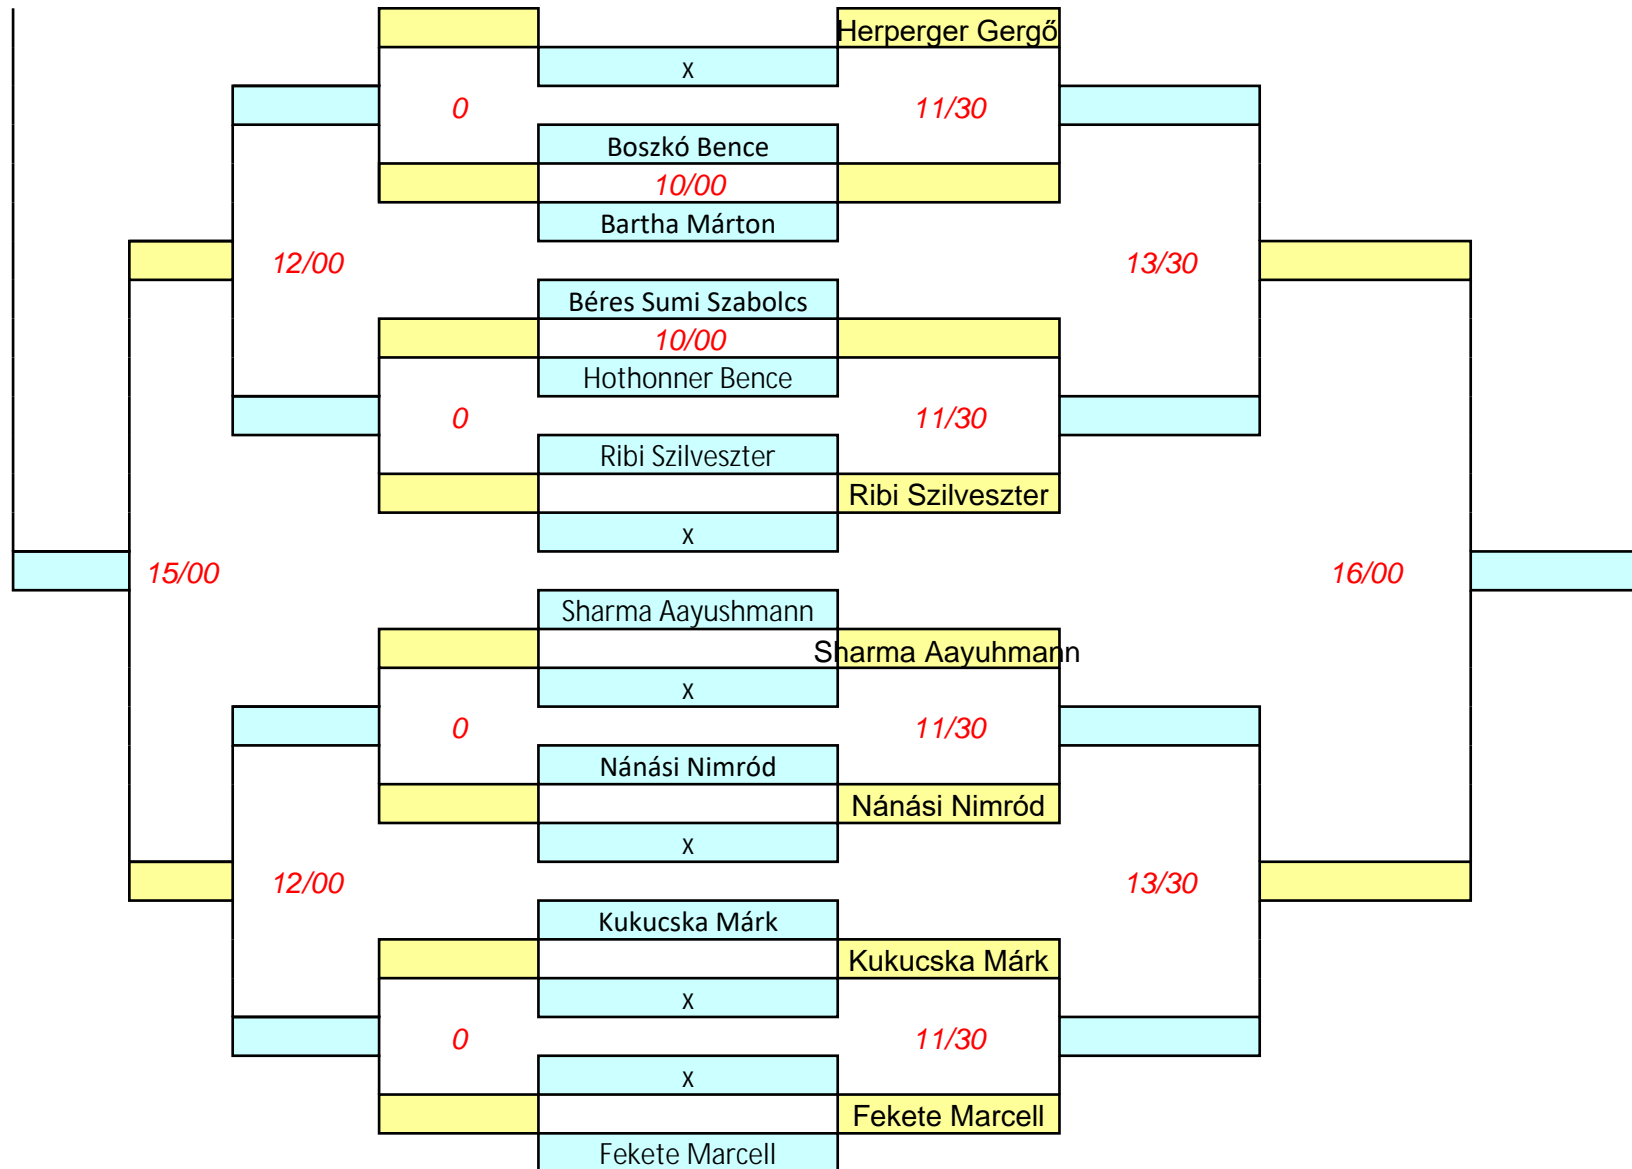 Herperger Gergő
x
0 11/30
Boszkó Bence
10/00
Bartha Márton
12/00 13/30
Béres Sumi Szabolcs
10/00
Hothonner Bence
0 11/30
Ribi Szilveszter
Ribi Szilveszter
x
15/00 16/00
Sharma Aayushmann
Sharma Aayuhmann
x
0 11/30
Nánási Nimród
Nánási Nimród
x
12/00 13/30
Kukucska Márk
Kukucska Márk
x
0 11/30
x
Fekete Marcell
Fekete Marcell